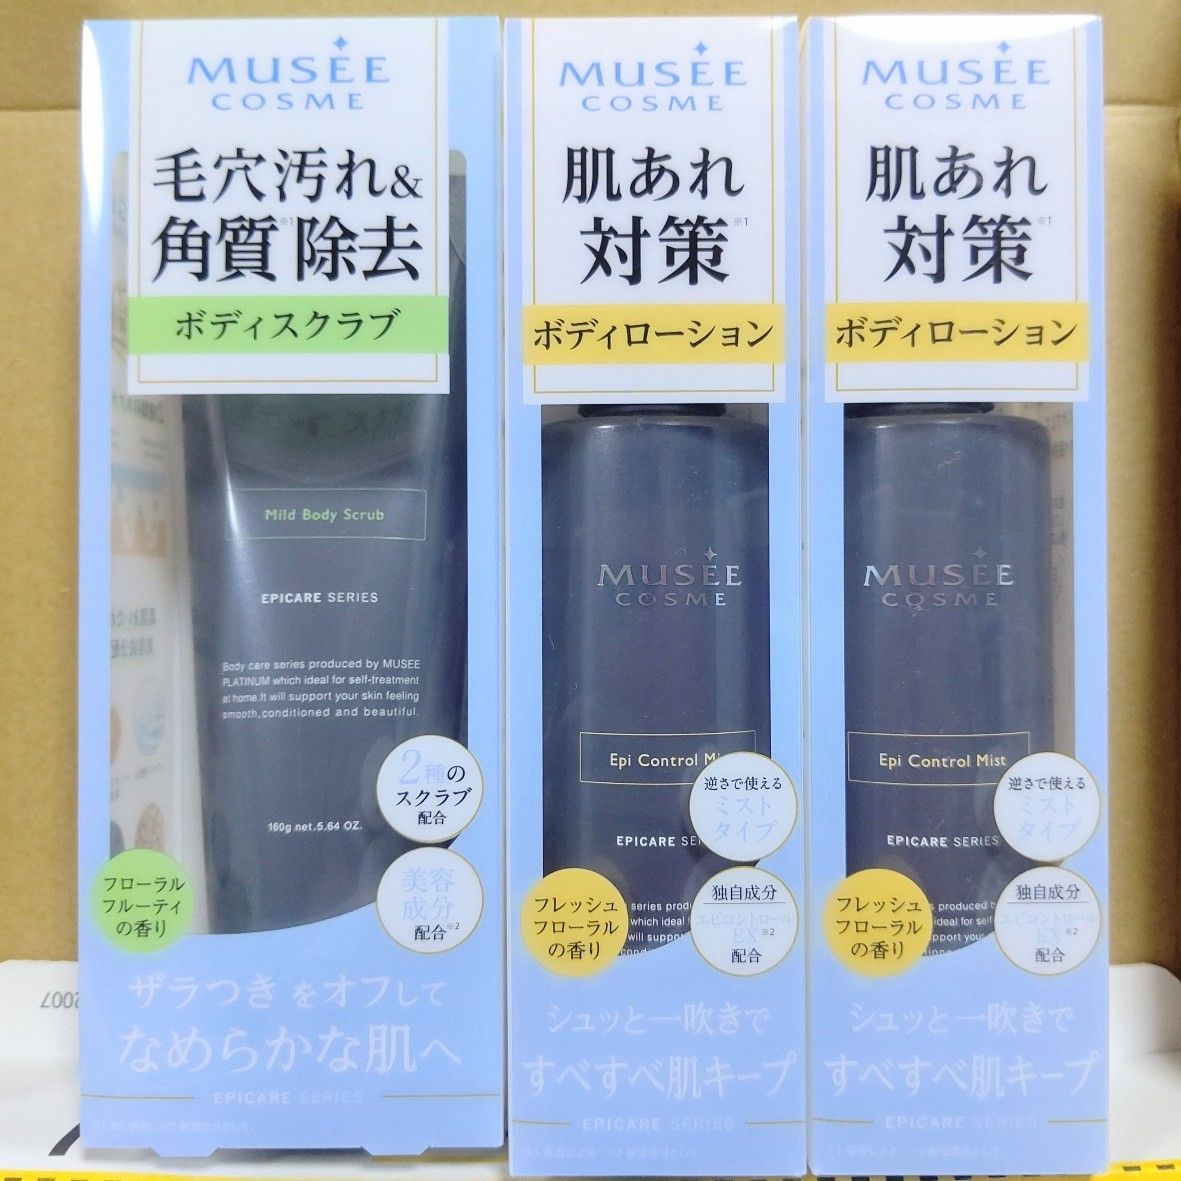 MUSÉE
COSME
毛穴汚れ&
角質※1除去
ボディスクラブ
Mild Body Scrub
EPICARE SERIES
Body care series produced by MUSEE
PLATINUM which ideal for self-treatment
at home.It will support your skin feeling
smooth,conditioned and beautiful.
160g net.5.64 OZ.
2種の
スクラブ
配合
美容
成分
配合※2
フローラル
フルーティ
の香り
ザラつきをオフして
なめらかな肌へ
EPICARE SERIES
MUSÉE
COSME
肌あれ
対策※1
ボディローション
MUSÉE
COSME
Epi Control
EPICARE
逆さで使える
ミスト
タイプ
独自成分
エピコントロール
EX※2
配合
フレッシュ
フローラル
の香り
シュッと一吹きで
すべすべ肌キープ
EPICARE SERIES
MUSÉE
COSME
肌あれ
対策※1
ボディローション
MUSÉE
COSME
Epi Control Mist
EPICARE SERIES
逆さで使える
ミスト
タイプ
独自成分
エピコントロール
EX※2
配合
フレッシュ
フローラル
の香り
シュッと一吹きで
すべすべ肌キープ
EPICARE SERIES